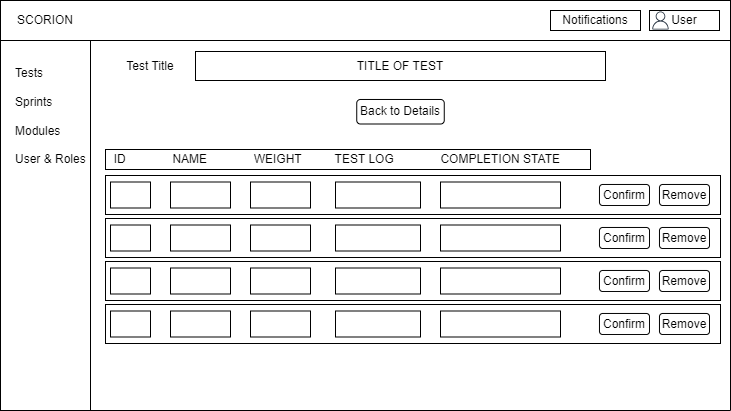 SCORION
Notifications
User
Tests
Sprints
Modules
User & Roles
Test Title
TITLE OF TEST
Back to Details
ID NAME WEIGHT TEST LOG COMPLETION STATE
Confirm Remove
Confirm Remove
Confirm Remove
Confirm Remove